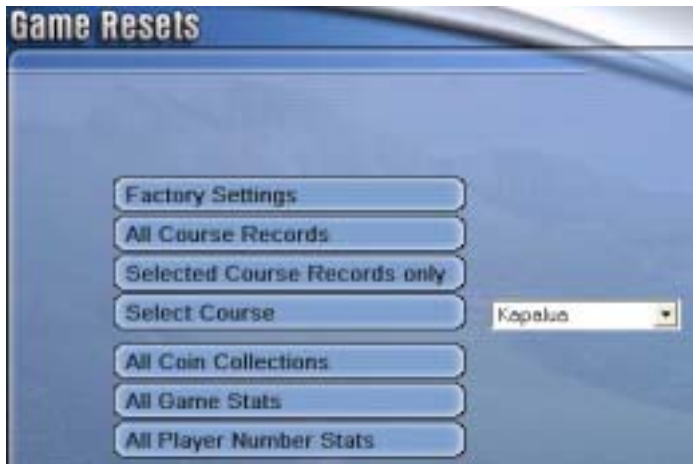 Game Resets
Factory Settings
All Course Records
Selected Course Records only
Select Course
Kapalua
All Coin Collections
All Game Stats
All Player Number Stats